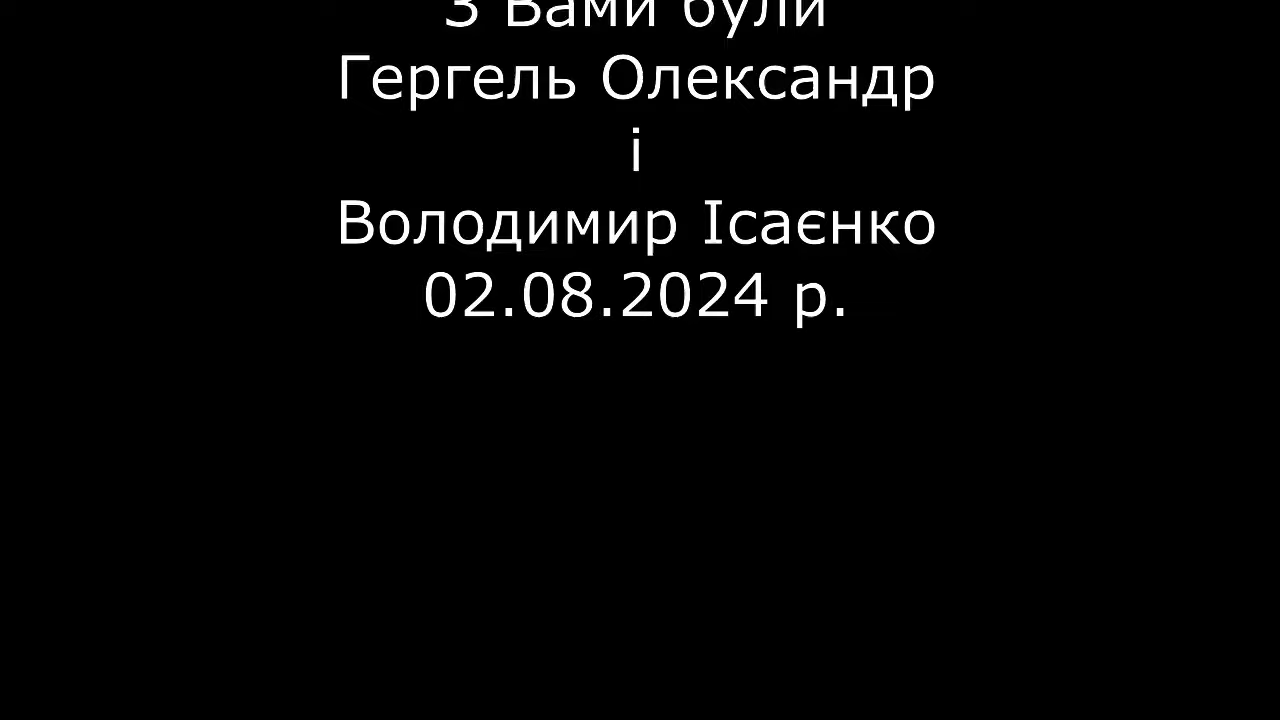 З Вами були
Гергель Олександр
і
Володимир Ісаєнко
02.08.2024 р.